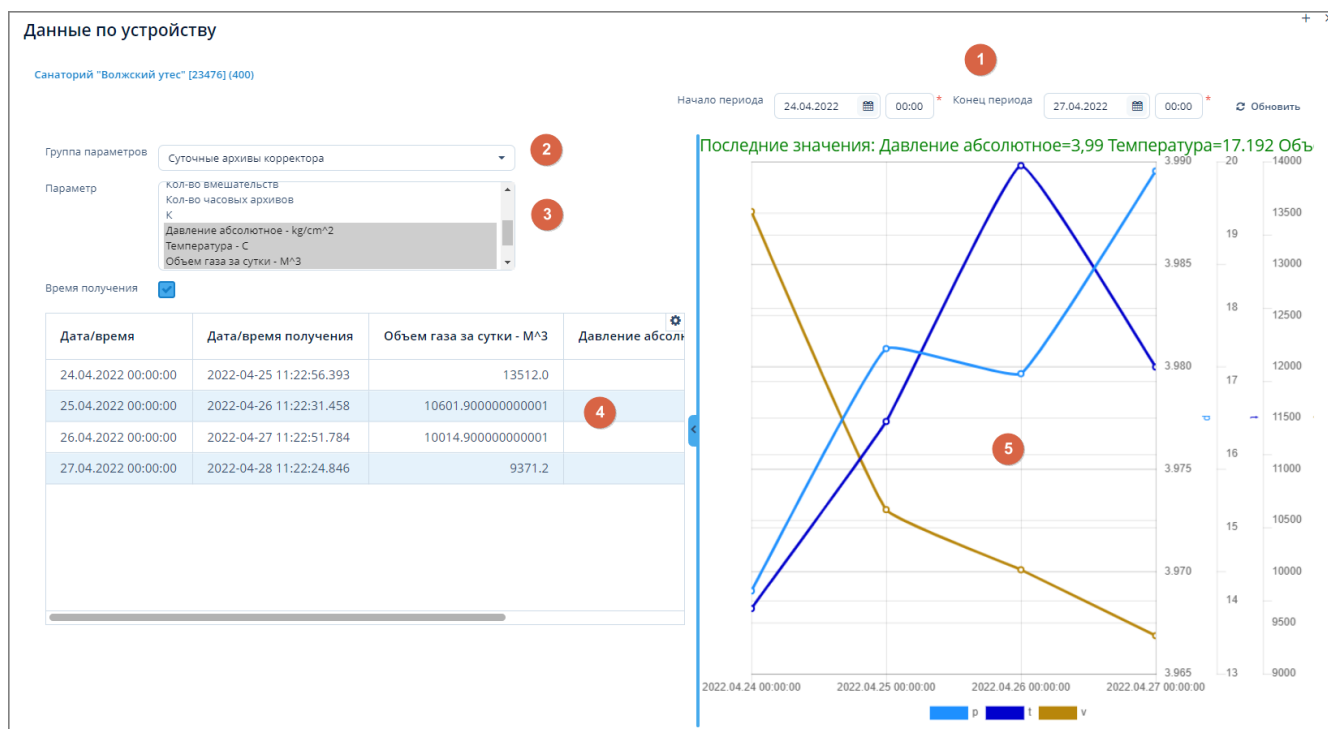 Данные по устройству
+
Санаторий "Волжский утес" [23476] (400)
1
Начало периода 24.04.2022 00:00 * Конец периода 27.04.2022 00:00 * Обновить
Группа параметров Суточные архивы корректора 2
Параметр
Кол-во вмешательств
Кол-во часовых архивов
К
Давление абсолютное - kg/cm^2
Температура - С
Объем газа за сутки - М^3
3
Время получения
Дата/время Дата/время получения Объем газа за сутки - М^3 Давление абсолн
24.04.2022 00:00:00 2022-04-25 11:22:56.393 13512.0
25.04.2022 00:00:00 2022-04-26 11:22:31.458 10601.900000000001
26.04.2022 00:00:00 2022-04-27 11:22:51.784 10014.900000000001
27.04.2022 00:00:00 2022-04-28 11:22:24.846 9371.2
4
Последние значения: Давление абсолютное=3,99 Температура=17.192 Объ
3.990 20 14000
13500
19
3.985 13000
18 12500
3.980 12000
17
p t 11500
16
3.975 11000
15 10500
3.970 10000
14
9500
3.965 13 9000
5
2022.04.24 00:00:00 2022.04.25 00:00:00 2022.04.26 00:00:00 2022.04.27 00:00:00
p t v